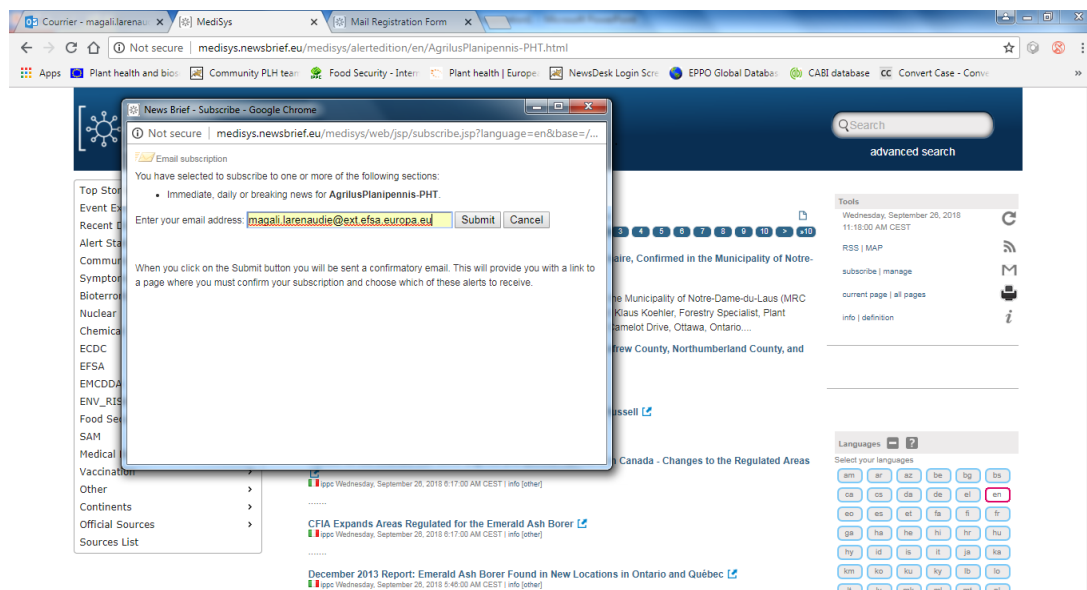 Courrier - magali.larenau
MediSys
Mail Registration Form
Not secure | medisys.newsbrief.eu/medisys/alertedition/en/AgrilusPlanipennis-PHT.html
Apps
Plant health and bios
Community PLH team
Food Security - Intern
Plant health | Europe
NewsDesk Login Scre
EPPO Global Databas
CABI database
CC Convert Case - Conv
»
News Brief - Subscribe - Google Chrome
Not secure | medisys.newsbrief.eu/medisys/web/jsp/subscribe.jsp?language=en&base=/...
Email subscription
You have selected to subscribe to one or more of the following sections:
• Immediate, daily or breaking news for AgrilusPlanipennis-PHT.
Enter your email address: magali.larenaudie@ext.efsa.europa.eu Submit Cancel
When you click on the Submit button you will be sent a confirmatory email. This will provide you with a link to
a page where you must confirm your subscription and choose which of these alerts to receive.
Search
advanced search
Top Stor
Event Ex
Recent
Alert Sta
Commun
Symptor
Bioterror
Nuclear
Chemica
ECDC
EFSA
EMCDDA
ENV_RIS
Food Sec
SAM
Medical
Vaccination
Other
Continents
Official Sources
Sources List
3 4 5 6 7 8 9 10 > »10
aire, Confirmed in the Municipality of Notre-
he Municipality of Notre-Dame-du-Laus (MRC
Klaus Koehler, Forestry Specialist, Plant
Camelot Drive, Ottawa, Ontario....
frew County, Northumberland County, and
ussell
Canada - Changes to the Regulated Areas
ippc Wednesday, September 26, 2018 6:17:00 AM CEST | info [other]
.......
CFIA Expands Areas Regulated for the Emerald Ash Borer
ippc Wednesday, September 26, 2018 6:17:00 AM CEST | info [other]
.......
December 2013 Report: Emerald Ash Borer Found in New Locations in Ontario and Québec
ippc Wednesday, September 26, 2018 5:46:00 AM CEST | info [other]
Tools
Wednesday, September 26, 2018
11:18:00 AM CEST
RSS | MAP
subscribe | manage
current page | all pages
info | definition
Languages
Select your languages
am ar az be bg bs
ca cs da de el en
eo es et fa fi fr
ga ha he hi hr hu
hy id is it ja ka
km ko ku ky lb lo